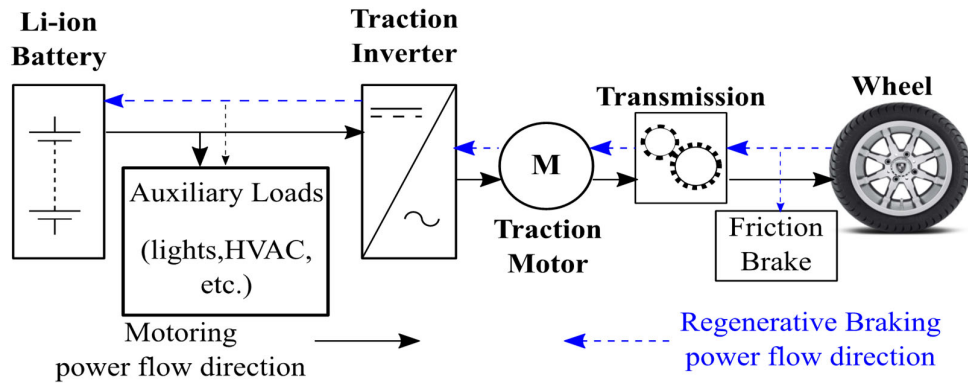 Li-ion
Battery
Traction
Inverter
Wheel
Transmission
M
Auxiliary Loads
(lights,HVAC,
etc.)
Traction
Motor
Friction
Brake
Motoring
power flow direction
Regenerative Braking
power flow direction